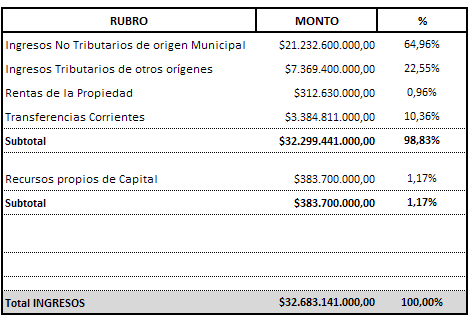 RUBRO MONTO %
Ingresos No Tributarios de origen Municipal $21.232.600.000,00 64,96%
Ingresos Tributarios de otros orígenes $7.369.400.000,00 22,55%
Rentas de la Propiedad $312.630.000,00 0,96%
Transferencias Corrientes $3.384.811.000,00 10,36%
Subtotal $32.299.441.000,00 98,83%
Recursos propios de Capital $383.700.000,00 1,17%
Subtotal $383.700.000,00 1,17%
Total INGRESOS $32.683.141.000,00 100,00%